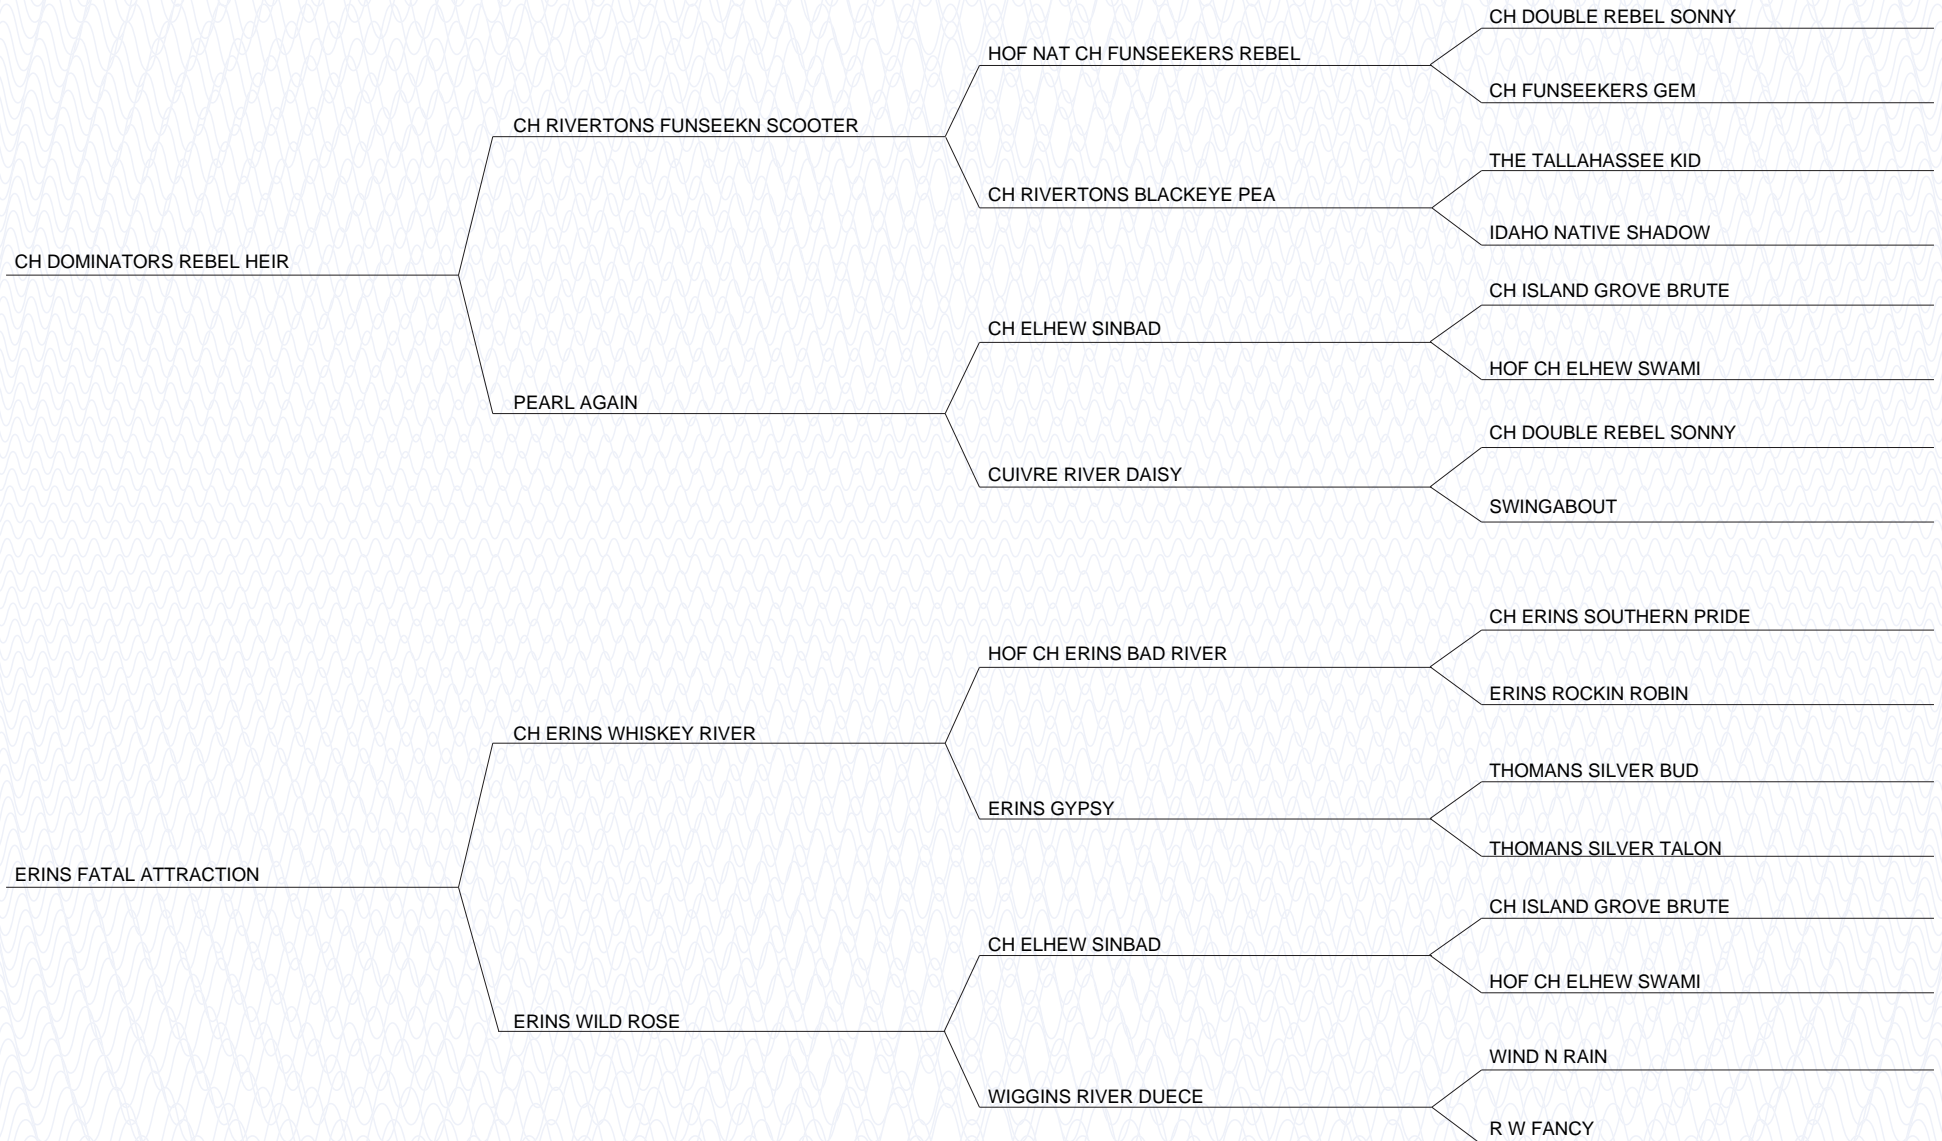 CH DOUBLE REBEL SONNY
HOF NAT CH FUNSEEKERS REBEL
CH FUNSEEKERS GEM
CH RIVERTONS FUNSEEKN SCOOTER
THE TALLAHASSEE KID
CH RIVERTONS BLACKEYE PEA
IDAHO NATIVE SHADOW
CH DOMINATORS REBEL HEIR
CH ISLAND GROVE BRUTE
CH ELHEW SINBAD
HOF CH ELHEW SWAMI
PEARL AGAIN
CH DOUBLE REBEL SONNY
CUIVRE RIVER DAISY
SWINGABOUT
CH ERINS SOUTHERN PRIDE
HOF CH ERINS BAD RIVER
ERINS ROCKIN ROBIN
CH ERINS WHISKEY RIVER
THOMANS SILVER BUD
ERINS GYPSY
THOMANS SILVER TALON
ERINS FATAL ATTRACTION
CH ISLAND GROVE BRUTE
CH ELHEW SINBAD
HOF CH ELHEW SWAMI
ERINS WILD ROSE
WIND N RAIN
WIGGINS RIVER DUECE
R W FANCY